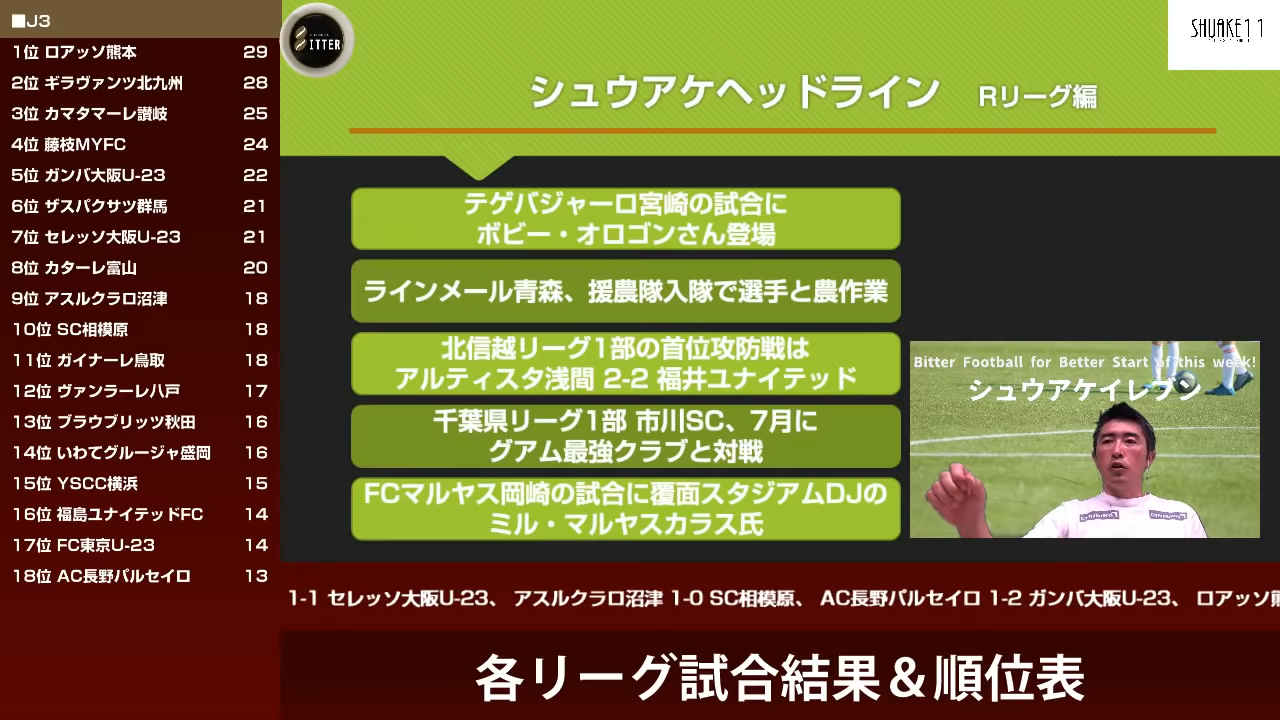 ■J3
1位 ロアッソ熊本 29
2位 ギラヴァンツ北九州 28
3位 カマタマーレ讃岐 25
4位 藤枝MYFC 24
5位 ガンバ大阪U-23 22
6位 ザスパクサツ群馬 21
7位 セレッソ大阪U-23 21
8位 カターレ富山 20
9位 アスルクラロ沼津 18
10位 SC相模原 18
11位 ガイナーレ鳥取 18
12位 ヴァンラーレ八戸 17
13位 ブラウブリッツ秋田 16
14位 いわてグルージャ盛岡 16
15位 YSCC横浜 15
16位 福島ユナイテッドFC 14
17位 FC東京U-23 14
18位 AC長野パルセイロ 13
ITTER
SHUAKE11
シュウアケヘッドライン Rリーグ編
テゲバジャーロ宮崎の試合に
ボビー・オロゴンさん登場
ラインメール青森、援農隊入隊で選手と農作業
北信越リーグ1部の首位攻防戦は
アルティスタ浅間 2-2 福井ユナイテッド
千葉県リーグ1部 市川SC、7月に
グアム最強クラブと対戦
FCマルヤス岡崎の試合に覆面スタジアムDJの
ミル・マルヤスカラス氏
Bitter Football for Better Start of this week!
シュウアケイレブン
1-1 セレッソ大阪U-23、 アスルクラロ沼津 1-0 SC相模原、 AC長野パルセイロ 1-2 ガンバ大阪U-23、 ロアッソ熊
各リーグ試合結果＆順位表